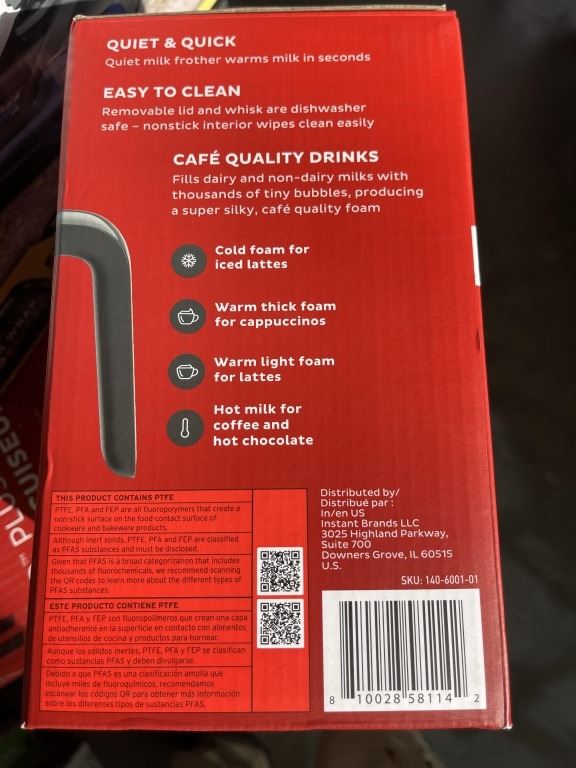 QUIET & QUICK
Quiet milk frother warms milk in seconds
EASY TO CLEAN
Removable lid and whisk are dishwasher
safe – nonstick interior wipes clean easily
CAFÉ QUALITY DRINKS
Fills dairy and non-dairy milks with
thousands of tiny bubbles, producing
a super silky, café quality foam
Cold foam for
iced lattes
Warm thick foam
for cappuccinos
Warm light foam
for lattes
Hot milk for
coffee and
hot chocolate
THIS PRODUCT CONTAINS PTFE
PTFE, PFA and FEP are all fluoropolymers that create a
non-stick surface on the food-contact surface of
cookware and bakeware products.
Although inert solids, PTFE, PFA and FEP are classified
as PFAS substances and must be disclosed.
Given that PFAS is a broad categorization that includes
thousands of fluorochemicals, we recommend scanning
the QR codes to learn more about the different types of
PFAS substances.
ESTE PRODUCTO CONTIENE PTFE
PTFE, PFA y FEP son fluoropolímeros que crean una capa
antiadherente en la superficie en contacto con alimentos
de utensilios de cocina y productos para hornear.
Aunque los sólidos inertes, PTFE, PFA y FEP se clasifican
como sustancias PFAS y deben divulgarse.
Debido a que PFAS es una clasificación amplia que
incluye miles de fluoroquímicos, recomendamos
escanear los códigos QR para obtener más información
sobre los diferentes tipos de sustancias PFAS.
Distributed by/
Distribué par :
In/en US
Instant Brands LLC
3025 Highland Parkway,
Suite 700
Downers Grove, IL 60515
U.S.
SKU: 140-6001-01
8 10028 58114 2
PLUS